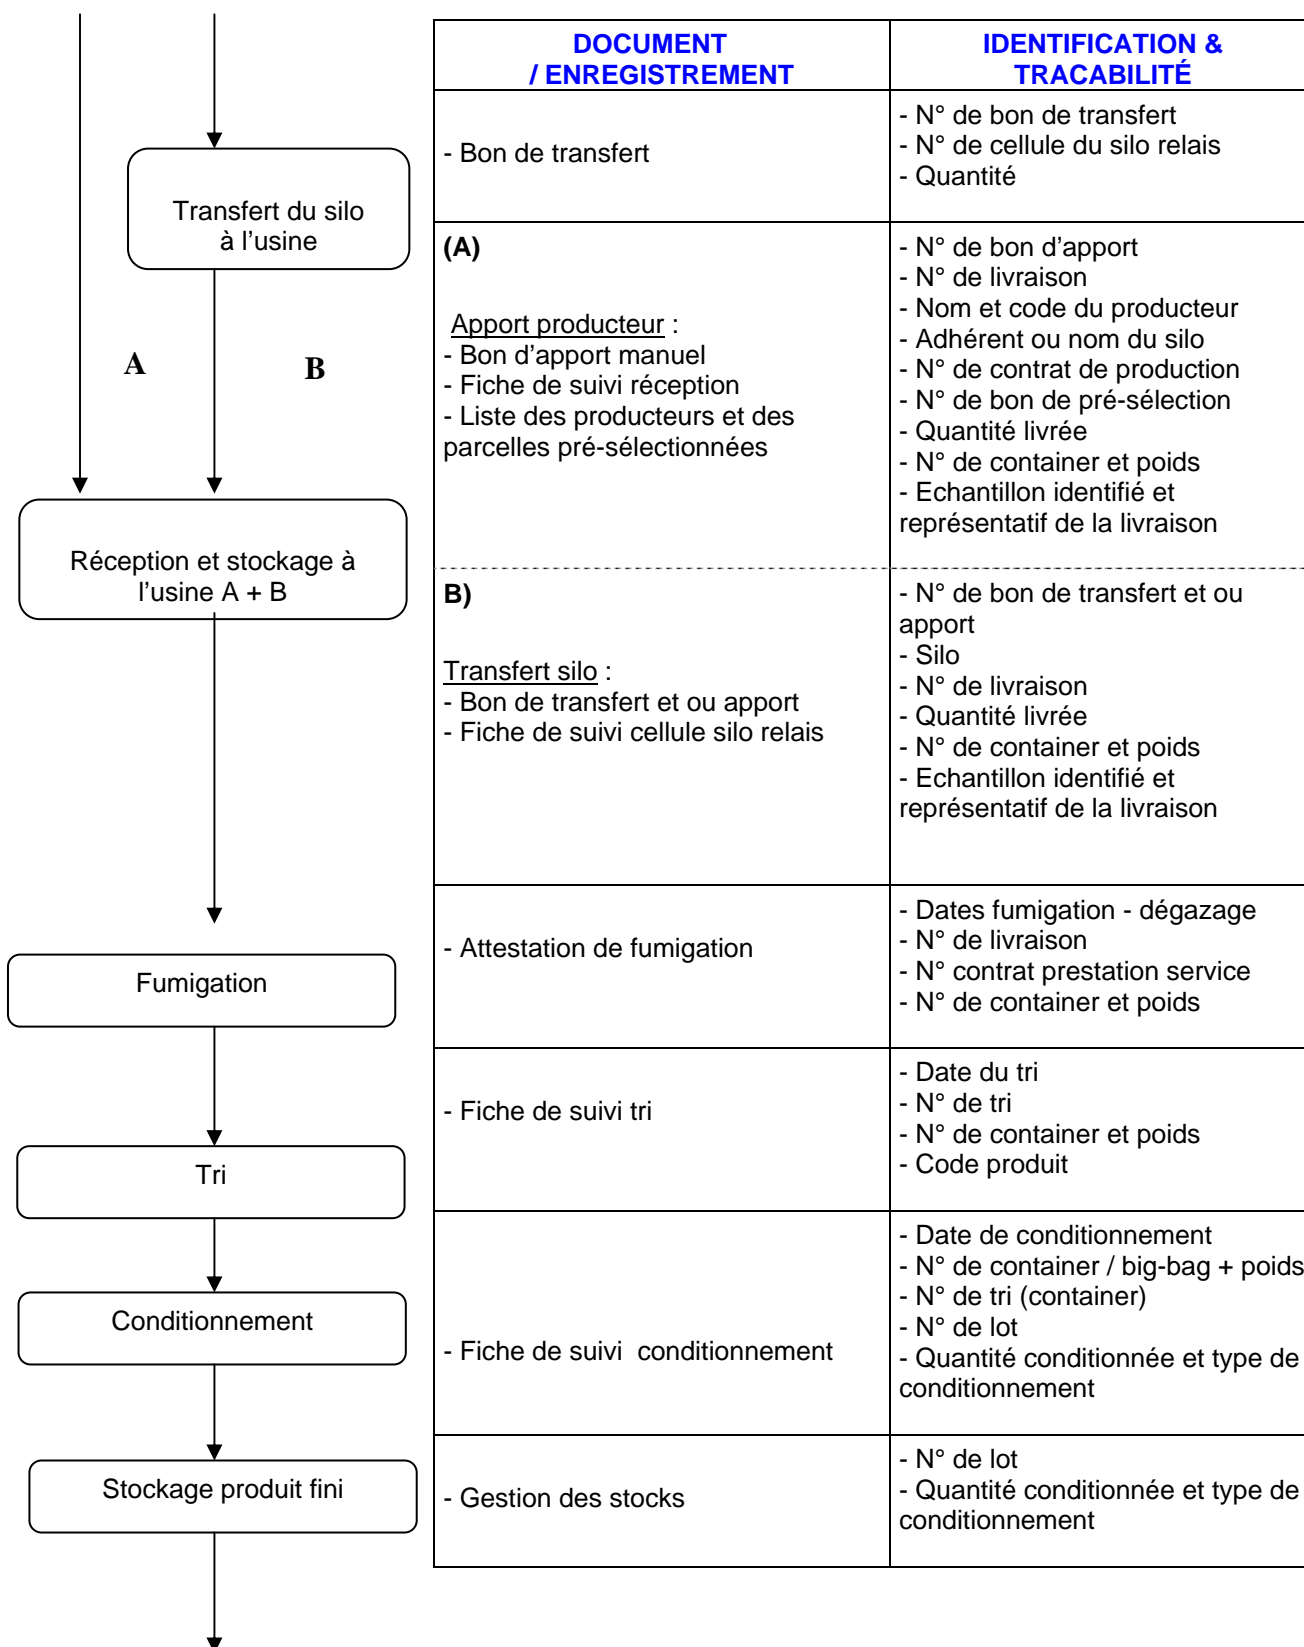 Transfert du silo
à l'usine
A
B
Réception et stockage à
l'usine A + B
Fumigation
Tri
Conditionnement
Stockage produit fini
DOCUMENT
/ ENREGISTREMENT
IDENTIFICATION &
TRACABILITÉ
- Bon de transfert
- N° de bon de transfert
- N° de cellule du silo relais
- Quantité
(A)
Apport producteur :
- Bon d'apport manuel
- Fiche de suivi réception
- Liste des producteurs et des
parcelles pré-sélectionnées
- N° de bon d'apport
- N° de livraison
- Nom et code du producteur
- Adhérent ou nom du silo
- N° de contrat de production
- N° de bon de pré-sélection
- Quantité livrée
- N° de container et poids
- Echantillon identifié et
représentatif de la livraison
B)
Transfert silo :
- Bon de transfert et ou apport
- Fiche de suivi cellule silo relais
- N° de bon de transfert et ou
apport
- Silo
- N° de livraison
- Quantité livrée
- N° de container et poids
- Echantillon identifié et
représentatif de la livraison
- Attestation de fumigation
- Dates fumigation - dégazage
- N° de livraison
- N° contrat prestation service
- N° de container et poids
- Fiche de suivi tri
- Date du tri
- N° de tri
- N° de container et poids
- Code produit
- Fiche de suivi  conditionnement
- Date de conditionnement
- N° de container / big-bag + poids
- N° de tri (container)
- N° de lot
- Quantité conditionnée et type de
conditionnement
- Gestion des stocks
- N° de lot
- Quantité conditionnée et type de
conditionnement